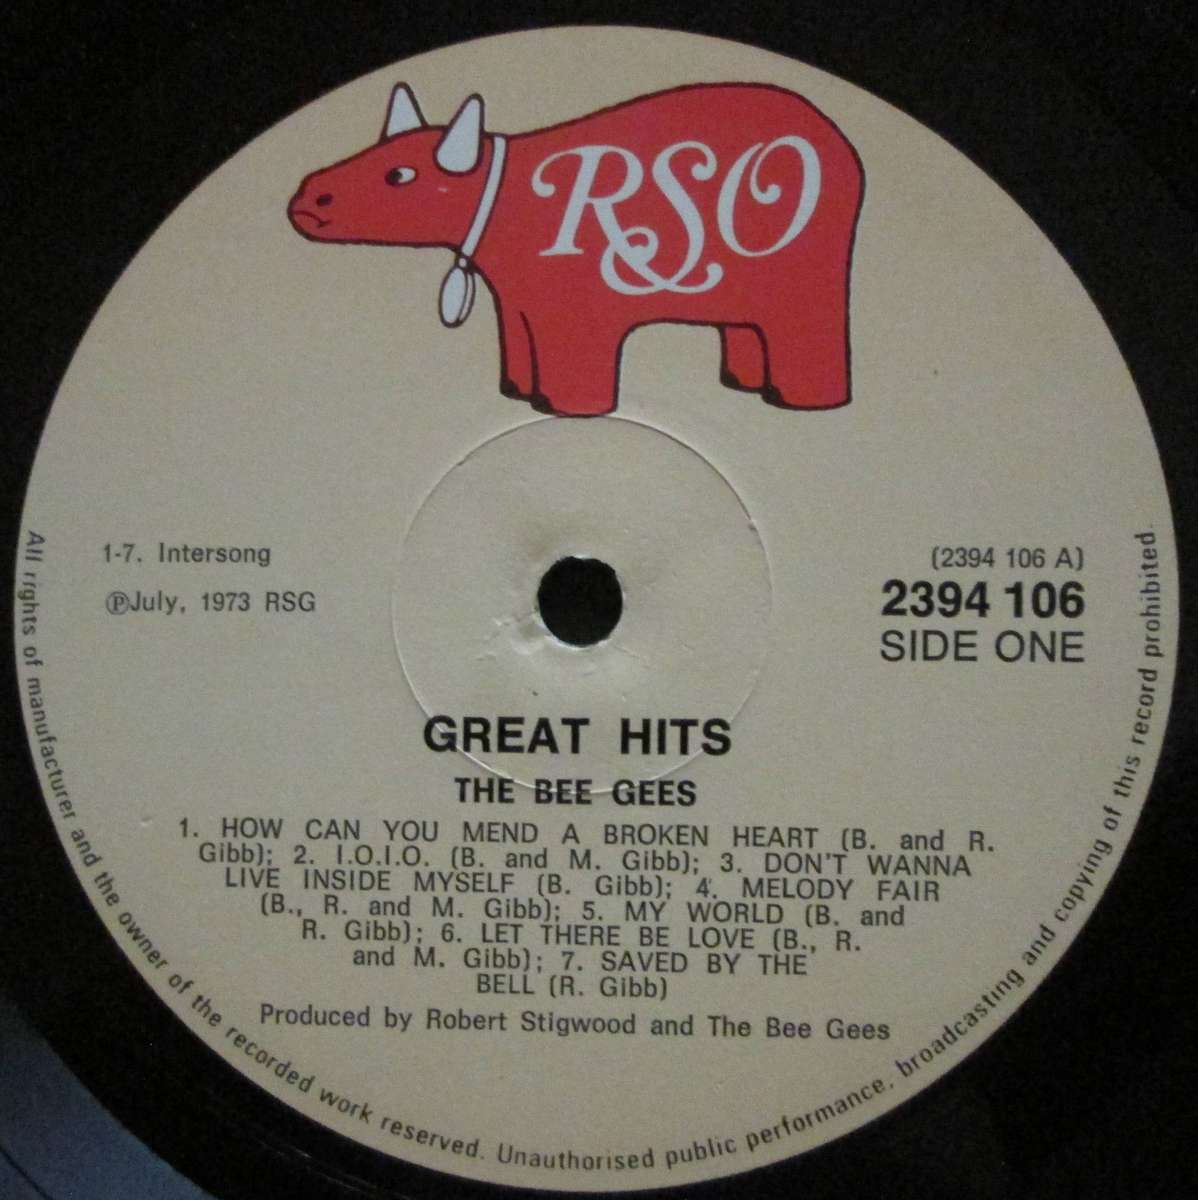 RSO
1-7. Intersong
℗July, 1973 RSG
(2394 106 A)
2394 106
SIDE ONE
GREAT HITS
THE BEE GEES
1. HOW CAN YOU MEND A BROKEN HEART (B. and R.
Gibb); 2. I.O.I.O. (B. and M. Gibb); 3. DON'T WANNA
LIVE INSIDE MYSELF (B. Gibb); 4. MELODY FAIR
(B., R. and M. Gibb); 5. MY WORLD (B. and
R. Gibb); 6. LET THERE BE LOVE (B., R.
and M. Gibb); 7. SAVED BY THE
BELL (R. Gibb)
Produced by Robert Stigwood and The Bee Gees
All rights of manufacturer and the owner of the recorded work reserved. Unauthorised public performance, broadcasting and copying of this record prohibited.